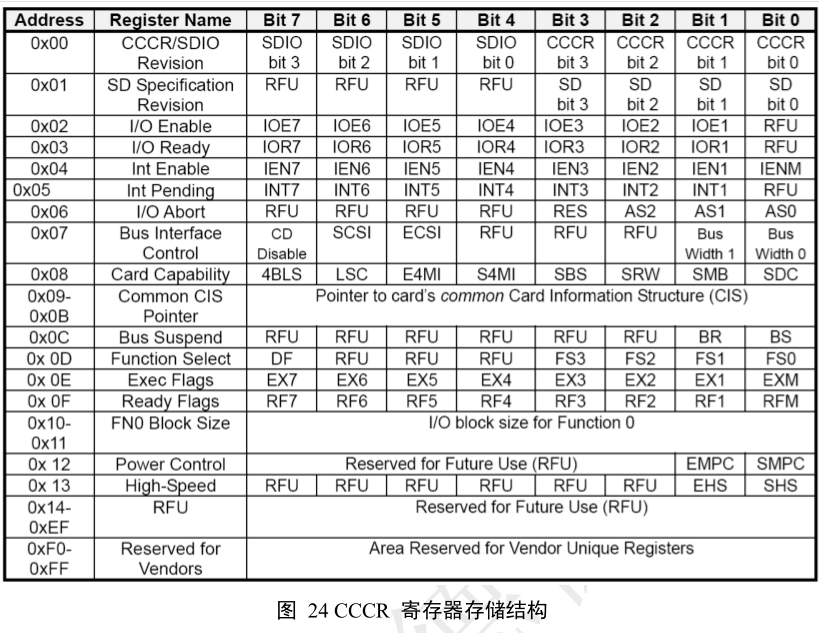 Address Register Name Bit 7 Bit 6 Bit 5 Bit 4 Bit 3 Bit 2 Bit 1 Bit 0
0x00 CCCR/SDIO SDIO SDIO SDIO SDIO CCCR CCCR CCCR CCCR
Revision bit 3 bit 2 bit 1 bit 0 bit 3 bit 2 bit 1 bit 0
0x01 SD Specification RFU RFU RFU RFU SD SD SD SD
Revision bit 3 bit 2 bit 1 bit 0
0x02 I/O Enable IOE7 IOE6 IOE5 IOE4 IOE3 IOE2 IOE1 RFU
0x03 I/O Ready IOR7 IOR6 IOR5 IOR4 IOR3 IOR2 IOR1 RFU
0x04 Int Enable IEN7 IEN6 IEN5 IEN4 IEN3 IEN2 IEN1 IENM
0x05 Int Pending INT7 INT6 INT5 INT4 INT3 INT2 INT1 RFU
0x06 I/O Abort RFU RFU RFU RFU RES AS2 AS1 AS0
0x07 Bus Interface CD SCSI ECSI RFU RFU RFU Bus Bus
Control Disable Width 1 Width 0
0x08 Card Capability 4BLS LSC E4MI S4MI SBS SRW SMB SDC
0x09- Common CIS Pointer to card's common Card Information Structure (CIS)
0x0B Pointer
0x0C Bus Suspend RFU RFU RFU RFU RFU RFU BR BS
0x 0D Function Select DF RFU RFU RFU FS3 FS2 FS1 FS0
0x 0E Exec Flags EX7 EX6 EX5 EX4 EX3 EX2 EX1 EXM
0x 0F Ready Flags RF7 RF6 RF5 RF4 RF3 RF2 RF1 RFM
0x10- FN0 Block Size I/O block size for Function 0
0x11
0x 12 Power Control Reserved for Future Use (RFU) EMPC SMPC
0x 13 High-Speed RFU RFU RFU RFU RFU RFU EHS SHS
0x14- RFU Reserved for Future Use (RFU)
0xEF
0xF0- Reserved for Area Reserved for Vendor Unique Registers
0xFF Vendors
图 24 CCCR 寄存器存储结构